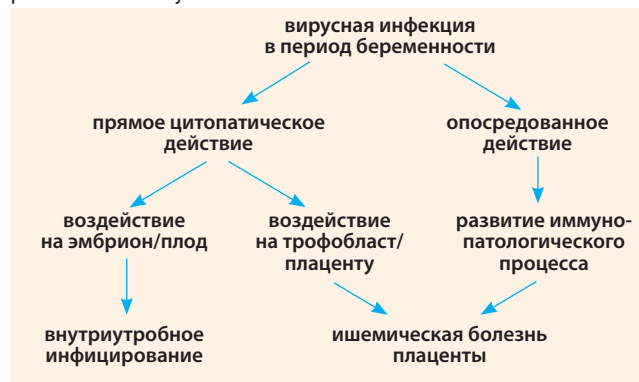 вирусная инфекция
в период беременности
прямое цитопатическое
действие
опосредованное
действие
воздействие
на эмбрион/плод
воздействие
на трофобласт/
плаценту
развитие иммуно-
патологического
процесса
внутриутробное
инфицирование
ишемическая болезнь
плаценты